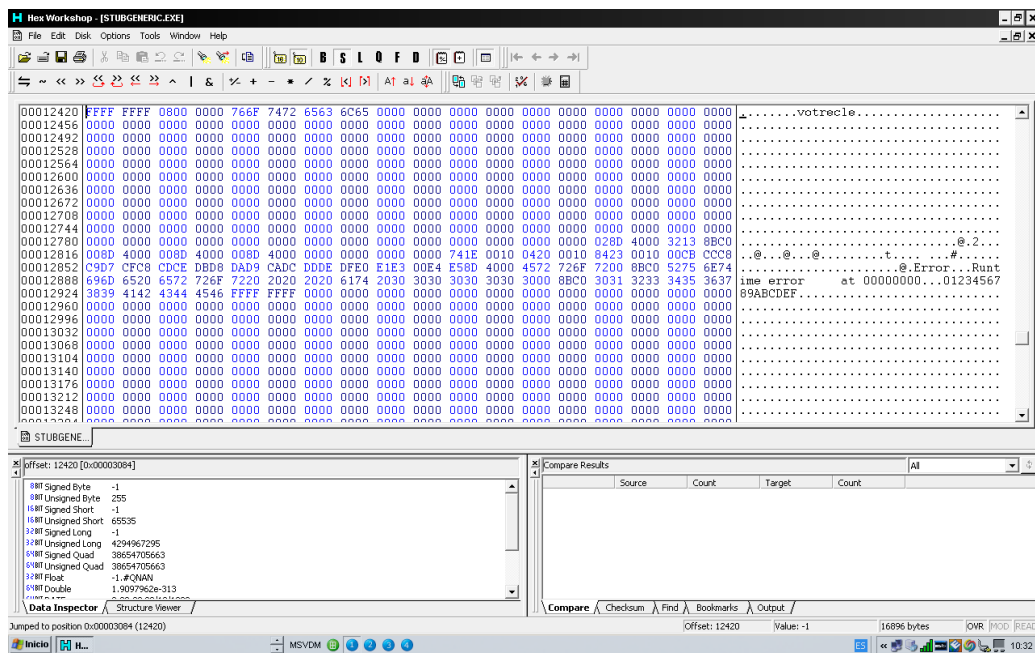 Hex Workshop - [STUBGENERIC.EXE]
File Edit Disk Options Tools Window Help
B S L Q F D
00012420 FFFF FFFF 0800 0000 766F 7472 6563 6C65 0000 0000 0000 0000 0000 0000 0000 0000 0000 0000 ........votrecle....................
00012456 0000 0000 0000 0000 0000 0000 0000 0000 0000 0000 0000 0000 0000 0000 0000 0000 0000 0000 ....................................
00012492 0000 0000 0000 0000 0000 0000 0000 0000 0000 0000 0000 0000 0000 0000 0000 0000 0000 0000 ....................................
00012528 0000 0000 0000 0000 0000 0000 0000 0000 0000 0000 0000 0000 0000 0000 0000 0000 0000 0000 ....................................
00012564 0000 0000 0000 0000 0000 0000 0000 0000 0000 0000 0000 0000 0000 0000 0000 0000 0000 0000 ....................................
00012600 0000 0000 0000 0000 0000 0000 0000 0000 0000 0000 0000 0000 0000 0000 0000 0000 0000 0000 ....................................
00012636 0000 0000 0000 0000 0000 0000 0000 0000 0000 0000 0000 0000 0000 0000 0000 0000 0000 0000 ....................................
00012672 0000 0000 0000 0000 0000 0000 0000 0000 0000 0000 0000 0000 0000 0000 0000 0000 0000 0000 ....................................
00012708 0000 0000 0000 0000 0000 0000 0000 0000 0000 0000 0000 0000 0000 0000 0000 0000 0000 0000 ....................................
00012744 0000 0000 0000 0000 0000 0000 0000 0000 0000 0000 0000 0000 0000 0000 0000 0000 0000 0000 ....................................
00012780 0000 0000 0000 0000 0000 0000 0000 0000 0000 0000 0000 0000 0000 0000 028D 4000 3213 8BC0 ..............................@.2...
00012816 008D 4000 008D 4000 008D 4000 0000 0000 0000 0000 741E 0010 0420 0010 8423 0010 00CB CCC8 ..@...@...@.........t.... ...#......
00012852 C9D7 CFC8 CDCE DBD8 DAD9 CADC DDDE DFE0 E1E3 00E4 E58D 4000 4572 726F 7200 8BC0 5275 6E74 ......................@.Error...Runt
00012888 696D 6520 6572 726F 7220 2020 2020 6174 2030 3030 3030 3030 3000 8BC0 3031 3233 3435 3637 ime error     at 00000000...01234567
00012924 3839 4142 4344 4546 FFFF FFFF 0000 0000 0000 0000 0000 0000 0000 0000 0000 0000 0000 0000 89ABCDEF............................
00012960 0000 0000 0000 0000 0000 0000 0000 0000 0000 0000 0000 0000 0000 0000 0000 0000 0000 0000 ....................................
00012996 0000 0000 0000 0000 0000 0000 0000 0000 0000 0000 0000 0000 0000 0000 0000 0000 0000 0000 ....................................
00013032 0000 0000 0000 0000 0000 0000 0000 0000 0000 0000 0000 0000 0000 0000 0000 0000 0000 0000 ....................................
00013068 0000 0000 0000 0000 0000 0000 0000 0000 0000 0000 0000 0000 0000 0000 0000 0000 0000 0000 ....................................
00013104 0000 0000 0000 0000 0000 0000 0000 0000 0000 0000 0000 0000 0000 0000 0000 0000 0000 0000 ....................................
00013140 0000 0000 0000 0000 0000 0000 0000 0000 0000 0000 0000 0000 0000 0000 0000 0000 0000 0000 ....................................
00013176 0000 0000 0000 0000 0000 0000 0000 0000 0000 0000 0000 0000 0000 0000 0000 0000 0000 0000 ....................................
00013212 0000 0000 0000 0000 0000 0000 0000 0000 0000 0000 0000 0000 0000 0000 0000 0000 0000 0000 ....................................
00013248 0000 0000 0000 0000 0000 0000 0000 0000 0000 0000 0000 0000 0000 0000 0000 0000 0000 0000 ....................................
STUBGENE...
offset: 12420 [0x00003084]
8BIT Signed Byte -1
8BIT Unsigned Byte 255
16BIT Signed Short -1
16BIT Unsigned Short 65535
32BIT Signed Long -1
32BIT Unsigned Long 4294967295
64BIT Signed Quad 38654705663
64BIT Unsigned Quad 38654705663
32BIT Float -1.#QNAN
64BIT Double 1.9097962e-313
Data Inspector Structure Viewer
Compare Results All
Source Count Target Count
Compare Checksum Find Bookmarks Output
Jumped to position 0x00003084 (12420) Offset: 12420 Value: -1 16896 bytes OVR MOD READ
Inicio H... MSVDM 1 2 3 4 ES 10:32